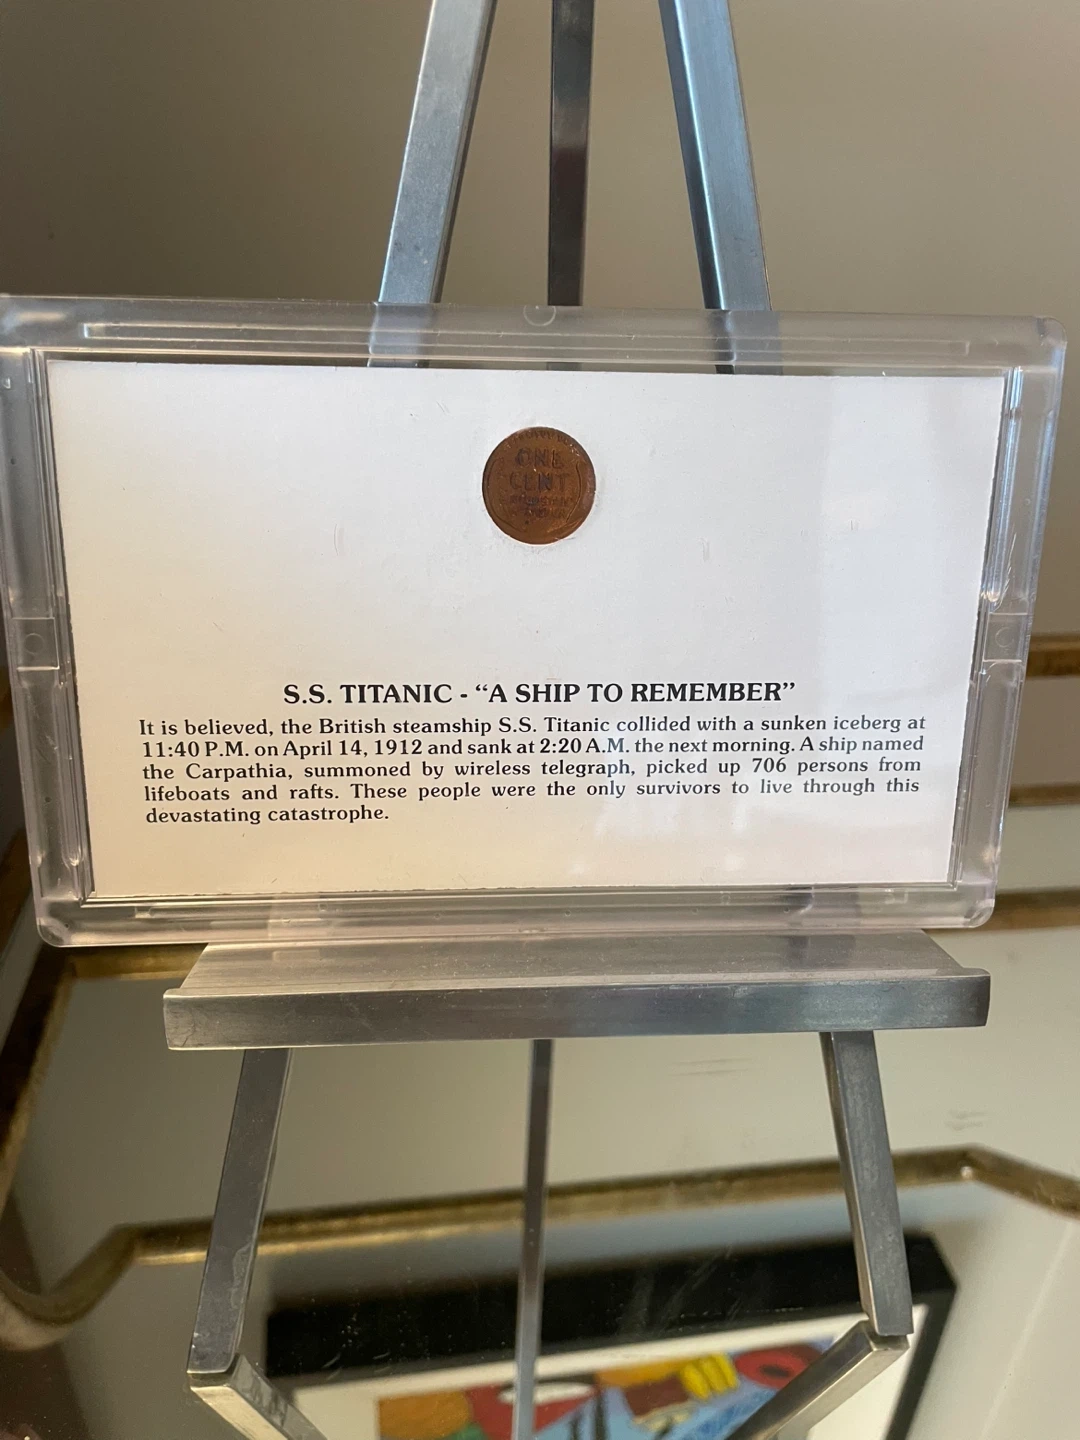 ONE
CENT
S.S. TITANIC - “A SHIP TO REMEMBER”
It is believed, the British steamship S.S. Titanic collided with a sunken iceberg at
11:40 P.M. on April 14, 1912 and sank at 2:20 A.M. the next morning. A ship named
the Carpathia, summoned by wireless telegraph, picked up 706 persons from
lifeboats and rafts. These people were the only survivors to live through this
devastating catastrophe.